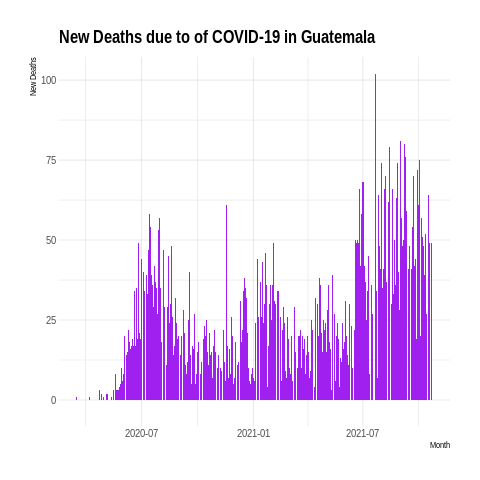 New Deaths due to of COVID-19 in Guatemala
New Deaths
100
75
50
25
0
2020-07
2021-01
2021-07
Month